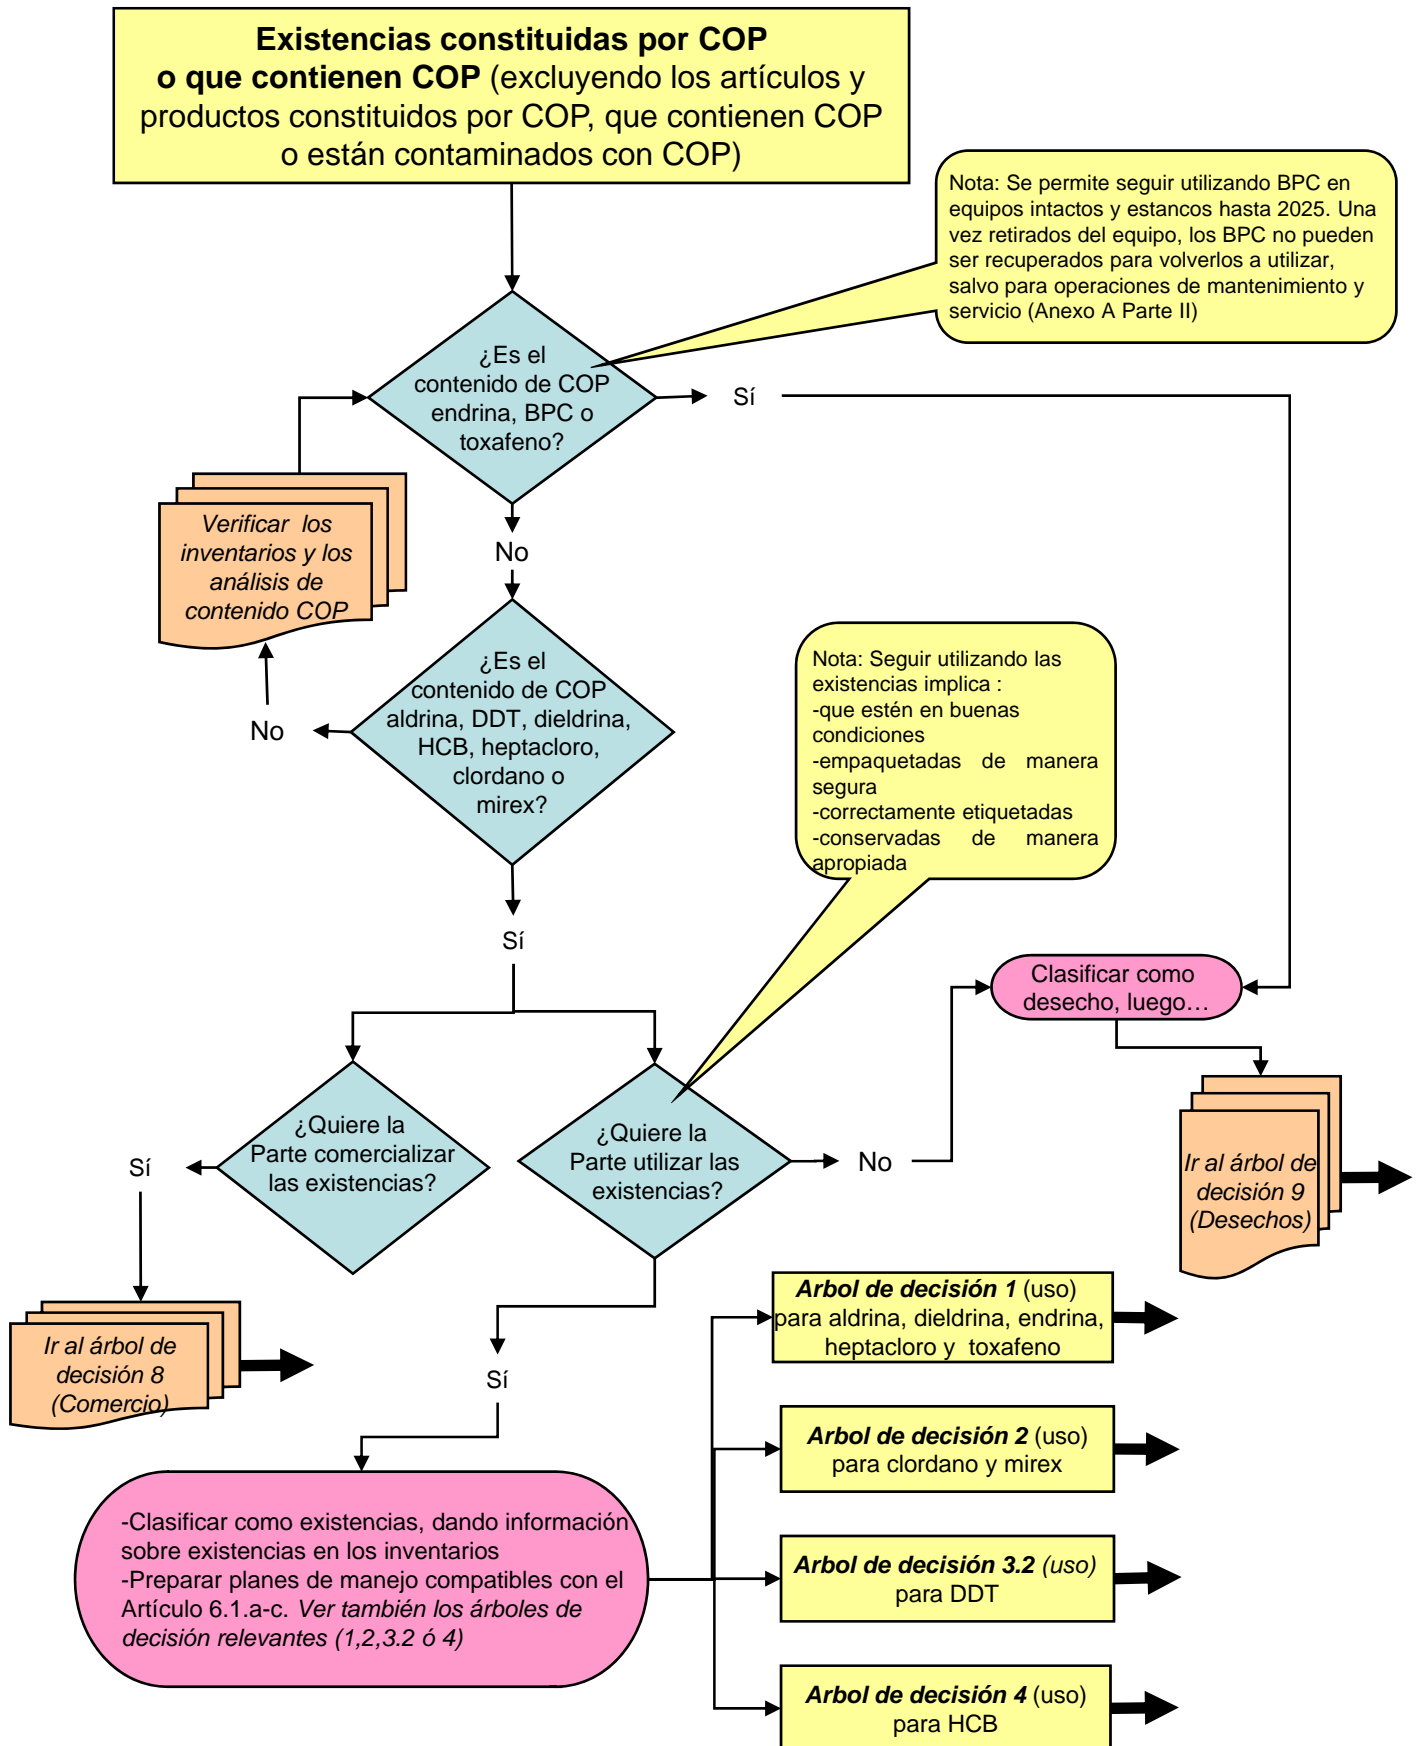 Existencias constituidas por COP
o que contienen COP (excluyendo los artículos y
productos constituidos por COP, que contienen COP
o están contaminados con COP)
Nota: Se permite seguir utilizando BPC en
equipos intactos y estancos hasta 2025. Una
vez retirados del equipo, los BPC no pueden
ser recuperados para volverlos a utilizar,
salvo para operaciones de mantenimiento y
servicio (Anexo A Parte II)
¿Es el
contenido de COP
endrina, BPC o
toxafeno?
Sí
Verificar los
inventarios y los
análisis de
contenido COP
No
¿Es el
contenido de COP
aldrina, DDT, dieldrina,
HCB, heptacloro,
clordano o
mirex?
No
Nota: Seguir utilizando las
existencias implica :
-que estén en buenas
condiciones
-empaquetadas de manera
segura
-correctamente etiquetadas
-conservadas de manera
apropiada
Sí
Clasificar como
desecho, luego…
¿Quiere la
Parte comercializar
las existencias?
Sí
¿Quiere la
Parte utilizar las
existencias?
No
Ir al árbol de
decisión 9
(Desechos)
Ir al árbol de
decisión 8
(Comercio)
Sí
Arbol de decisión 1 (uso)
para aldrina, dieldrina, endrina,
heptacloro y toxafeno
Arbol de decisión 2 (uso)
para clordano y mirex
-Clasificar como existencias, dando información
sobre existencias en los inventarios
-Preparar planes de manejo compatibles con el
Artículo 6.1.a-c. Ver también los árboles de
decisión relevantes (1,2,3.2 ó 4)
Arbol de decisión 3.2 (uso)
para DDT
Arbol de decisión 4 (uso)
para HCB